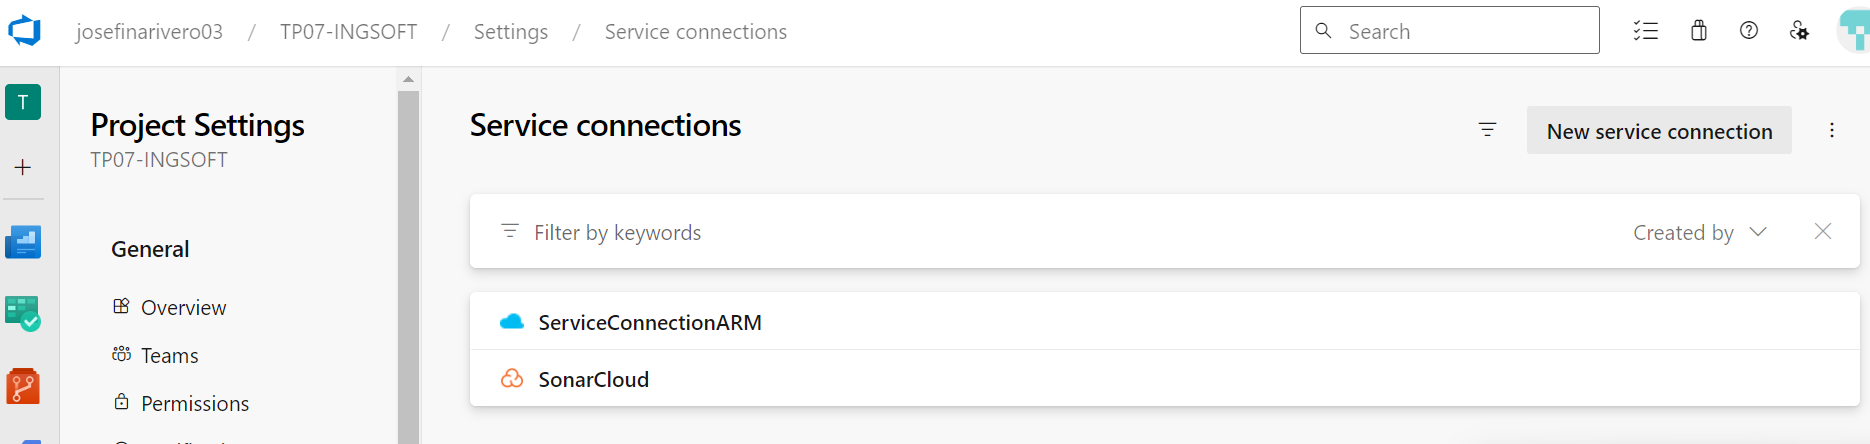 josefinarivero03 / TP07-INGSOFT / Settings / Service connections
Search
T
Project Settings
TP07-INGSOFT
General
Overview
Teams
Permissions
Service connections
New service connection
Filter by keywords
Created by
ServiceConnectionARM
SonarCloud